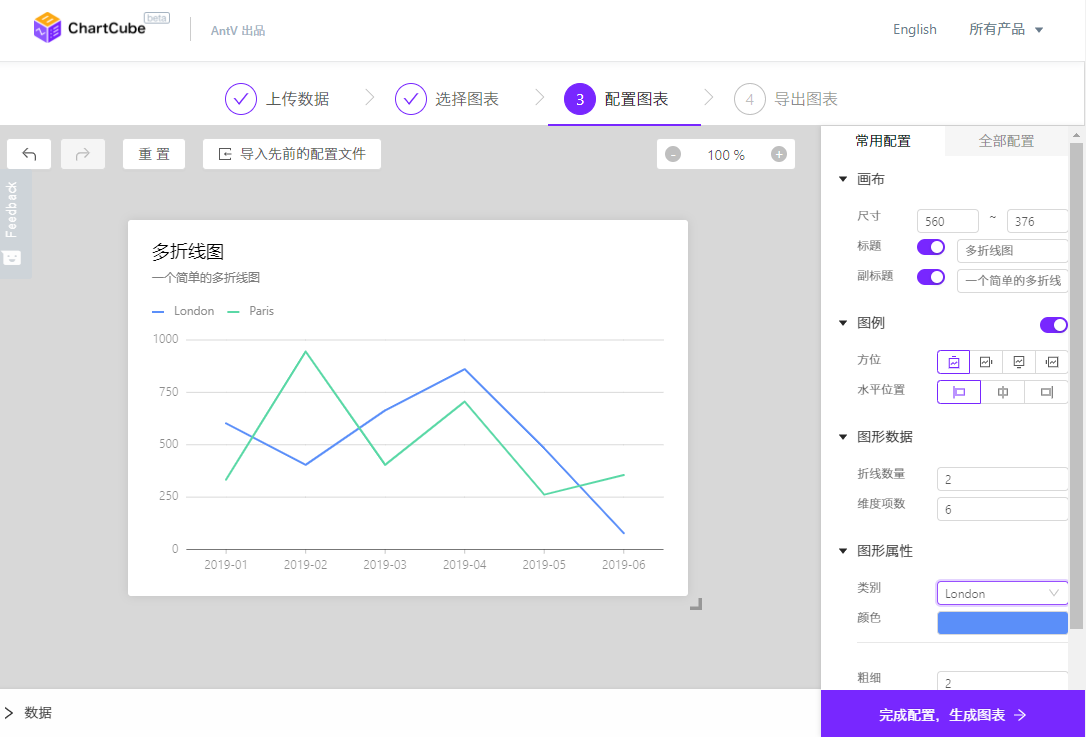 ChartCube beta
AntV 出品
English
所有产品
上传数据
选择图表
3 配置图表
4 导出图表
重 置
导入先前的配置文件
- 100 % +
Feedback
多折线图
一个简单的多折线图
London
Paris
1000
750
500
250
0
2019-01 2019-02 2019-03 2019-04 2019-05 2019-06
数据
常用配置
全部配置
画布
尺寸 560 ~ 376
标题 多折线图
副标题 一个简单的多折线
图例
方位
水平位置
图形数据
折线数量 2
维度项数 6
图形属性
类别 London
颜色
粗细 2
完成配置，生成图表